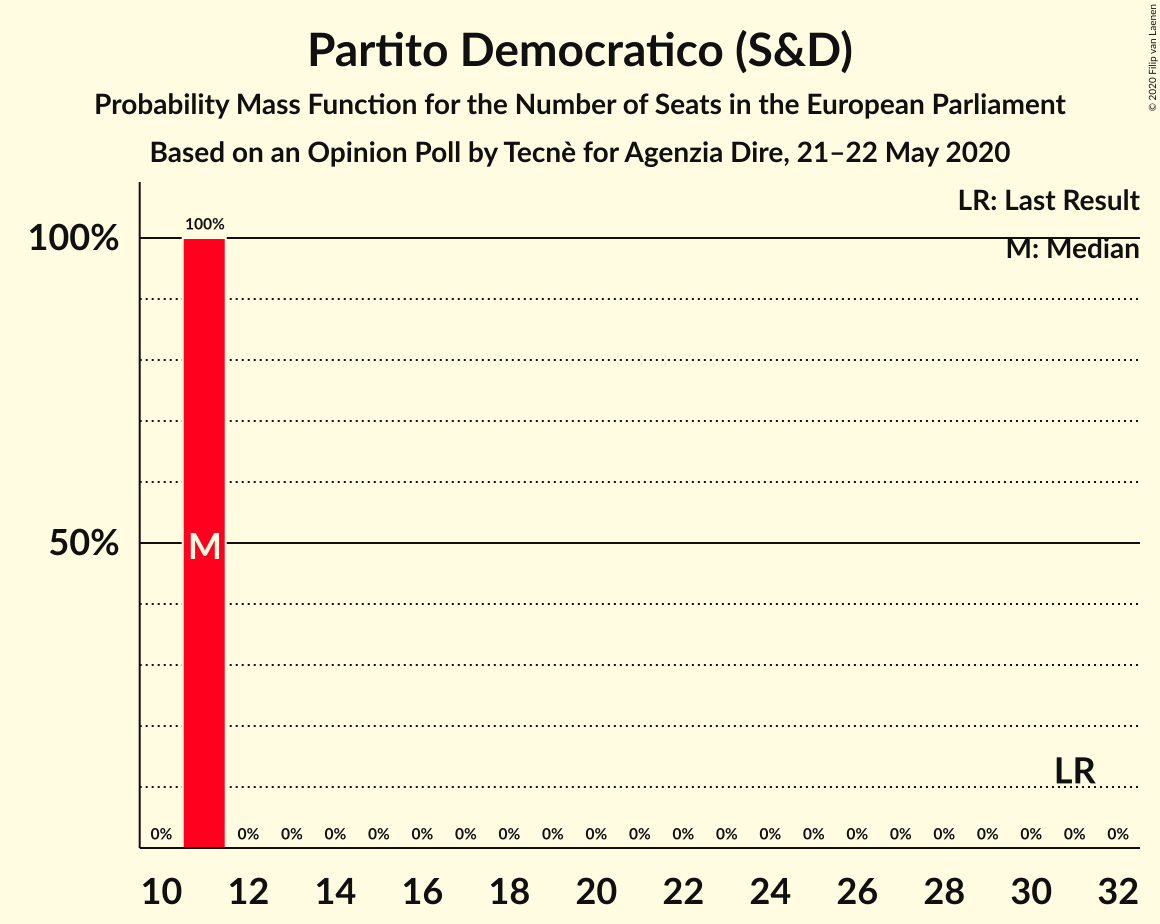 Partito Democratico (S&D)
Probability Mass Function for the Number of Seats in the European Parliament
Based on an Opinion Poll by Tecnè for Agenzia Dire, 21–22 May 2020
© 2020 Filip van Laenen
LR: Last Result
M: Median
100%
100%
50%
M
LR
0% 0% 0% 0% 0% 0% 0% 0% 0% 0% 0% 0% 0% 0% 0% 0% 0% 0% 0% 0% 0% 0%
10 12 14 16 18 20 22 24 26 28 30 32